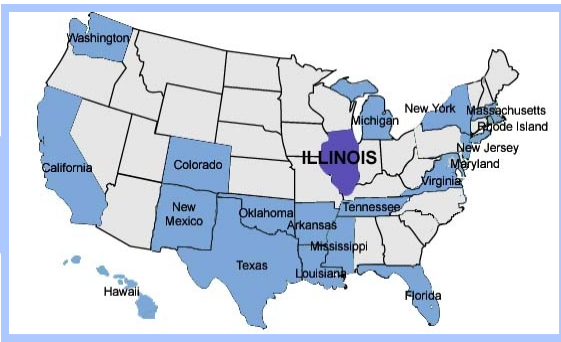 Washington
New York
Massachusetts
Michigan
Rhode Island
New Jersey
ILLINOIS
Maryland
California
Colorado
Virginia
New
Mexico
Oklahoma
Tennessee
Arkansas
Mississippi
Texas
Louisiana
Hawaii
Florida